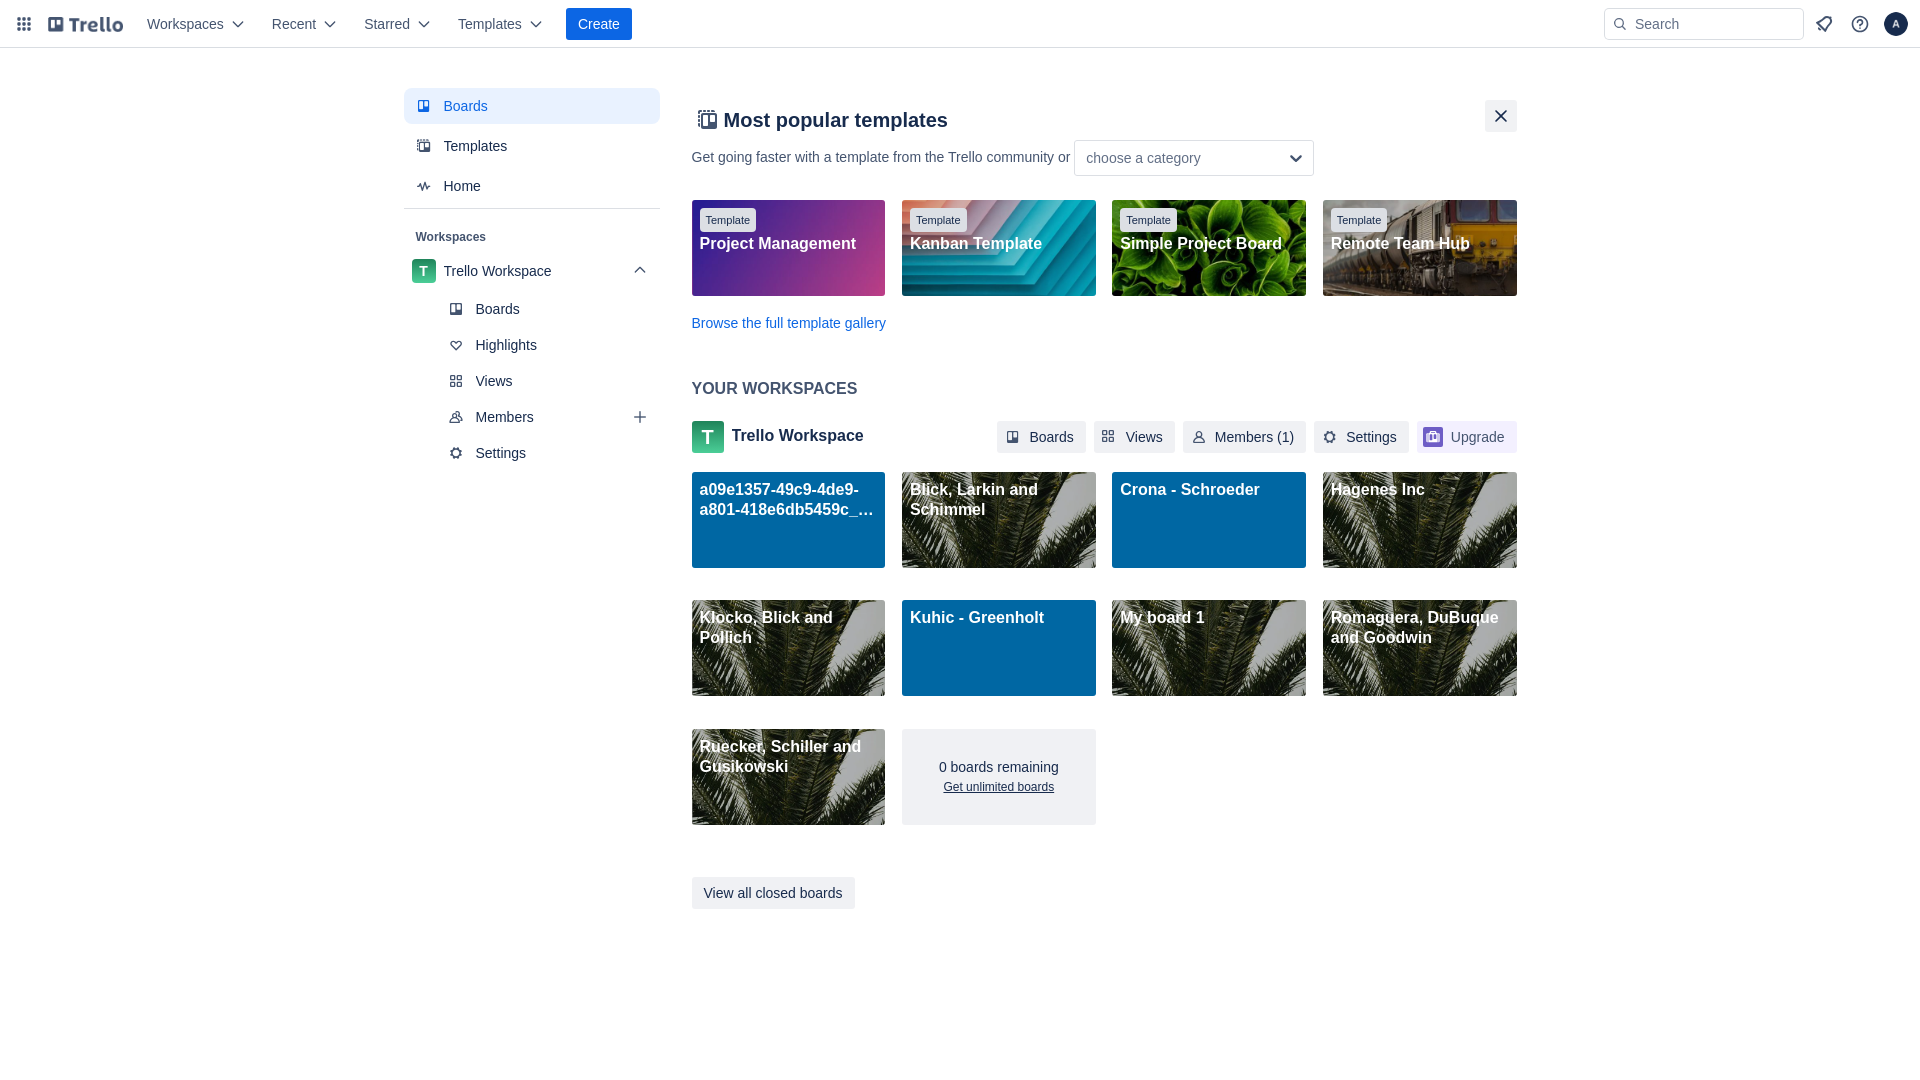 Trello
Workspaces
Recent
Starred
Templates
Create
Search
A
Boards
Templates
Home
Workspaces
T
Trello Workspace
Boards
Highlights
Views
Members
Settings
Most popular templates
Get going faster with a template from the Trello community or
choose a category
Template
Project Management
Template
Kanban Template
Template
Simple Project Board
Template
Remote Team Hub
Browse the full template gallery
YOUR WORKSPACES
T
Trello Workspace
Boards
Views
Members (1)
Settings
Upgrade
a09e1357-49c9-4de9-
a801-418e6db5459c_…
Blick, Larkin and
Schimmel
Crona - Schroeder
Hagenes Inc
Klocko, Blick and
Pollich
Kuhic - Greenholt
My board 1
Romaguera, DuBuque
and Goodwin
Ruecker, Schiller and
Gusikowski
0 boards remaining
Get unlimited boards
View all closed boards